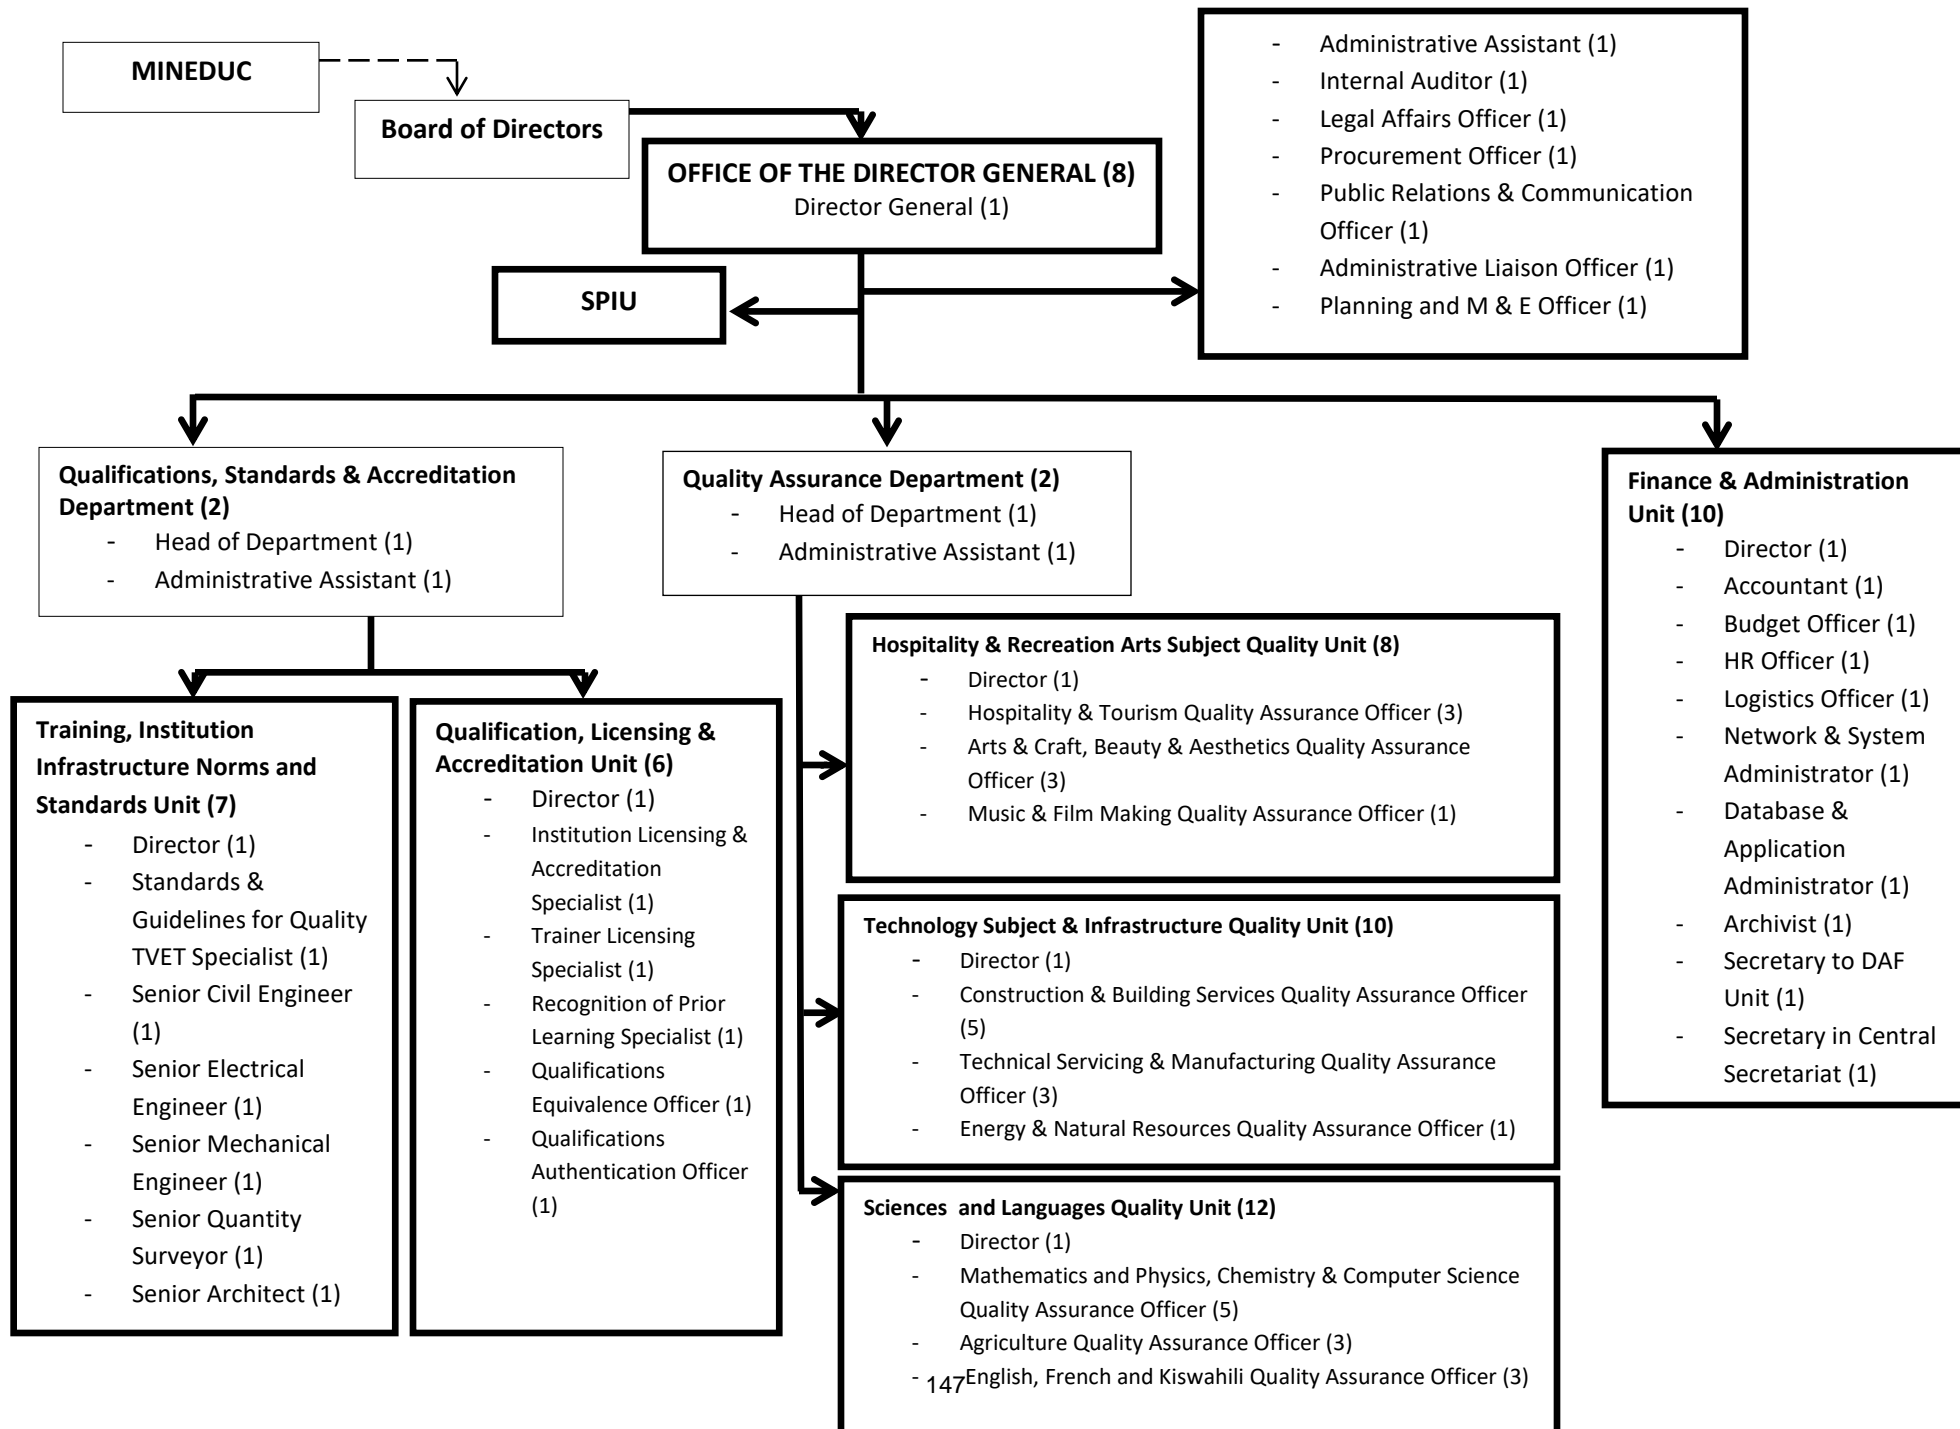 MINEDUC
Board of Directors
OFFICE OF THE DIRECTOR GENERAL (8)
Director General (1)
SPIU
- Administrative Assistant (1)
- Internal Auditor (1)
- Legal Affairs Officer (1)
- Procurement Officer (1)
- Public Relations & Communication
Officer (1)
- Administrative Liaison Officer (1)
- Planning and M & E Officer (1)
Qualifications, Standards & Accreditation
Department (2)
- Head of Department (1)
- Administrative Assistant (1)
Quality Assurance Department (2)
- Head of Department (1)
- Administrative Assistant (1)
Finance & Administration
Unit (10)
- Director (1)
- Accountant (1)
- Budget Officer (1)
- HR Officer (1)
- Logistics Officer (1)
- Network & System
Administrator (1)
- Database &
Application
Administrator (1)
- Archivist (1)
- Secretary to DAF
Unit (1)
- Secretary in Central
Secretariat (1)
Training, Institution
Infrastructure Norms and
Standards Unit (7)
- Director (1)
- Standards &
Guidelines for Quality
TVET Specialist (1)
- Senior Civil Engineer
(1)
- Senior Electrical
Engineer (1)
- Senior Mechanical
Engineer (1)
- Senior Quantity
Surveyor (1)
- Senior Architect (1)
Qualification, Licensing &
Accreditation Unit (6)
- Director (1)
- Institution Licensing &
Accreditation
Specialist (1)
- Trainer Licensing
Specialist (1)
- Recognition of Prior
Learning Specialist (1)
- Qualifications
Equivalence Officer (1)
- Qualifications
Authentication Officer
(1)
Hospitality & Recreation Arts Subject Quality Unit (8)
- Director (1)
- Hospitality & Tourism Quality Assurance Officer (3)
- Arts & Craft, Beauty & Aesthetics Quality Assurance
Officer (3)
- Music & Film Making Quality Assurance Officer (1)
Technology Subject & Infrastructure Quality Unit (10)
- Director (1)
- Construction & Building Services Quality Assurance Officer
(5)
- Technical Servicing & Manufacturing Quality Assurance
Officer (3)
- Energy & Natural Resources Quality Assurance Officer (1)
Sciences and Languages Quality Unit (12)
- Director (1)
- Mathematics and Physics, Chemistry & Computer Science
Quality Assurance Officer (5)
- Agriculture Quality Assurance Officer (3)
- English, French and Kiswahili Quality Assurance Officer (3)
147